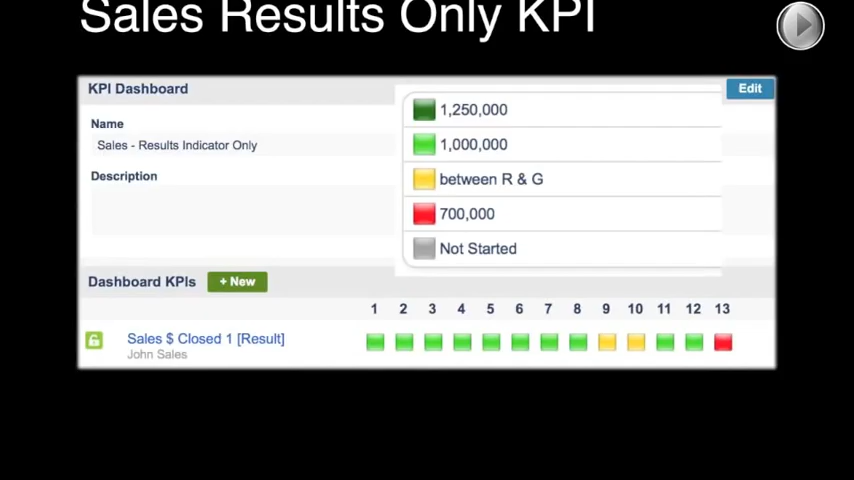 Sales Results Only KPI
KPI Dashboard
Edit
Name
Sales - Results Indicator Only
Description
1,250,000
1,000,000
between R & G
700,000
Not Started
Dashboard KPIs
+ New
1 2 3 4 5 6 7 8 9 10 11 12 13
Sales $ Closed 1 [Result]
John Sales